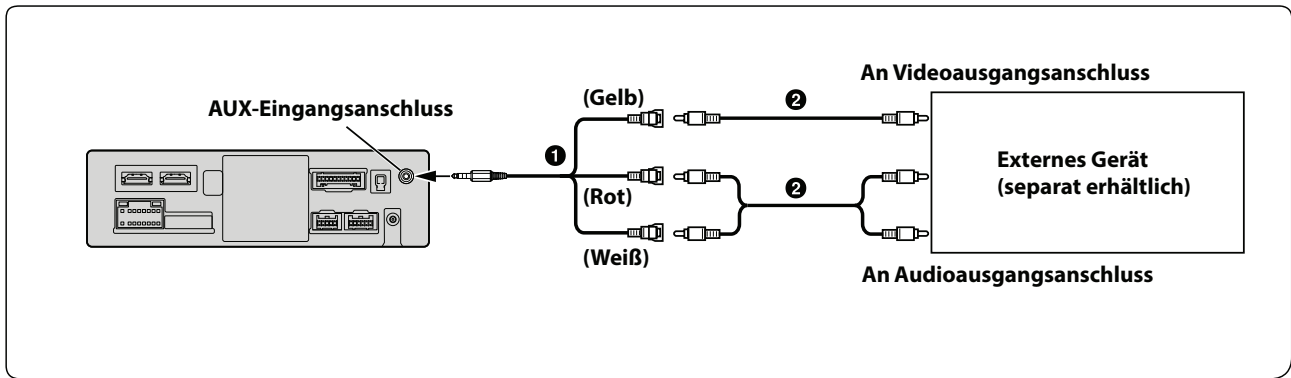 An Videoausgangsanschluss
(Gelb)
❷
AUX-Eingangsanschluss
❶
Externes Gerät
(separat erhältlich)
(Rot)
❷
(Weiß)
An Audioausgangsanschluss